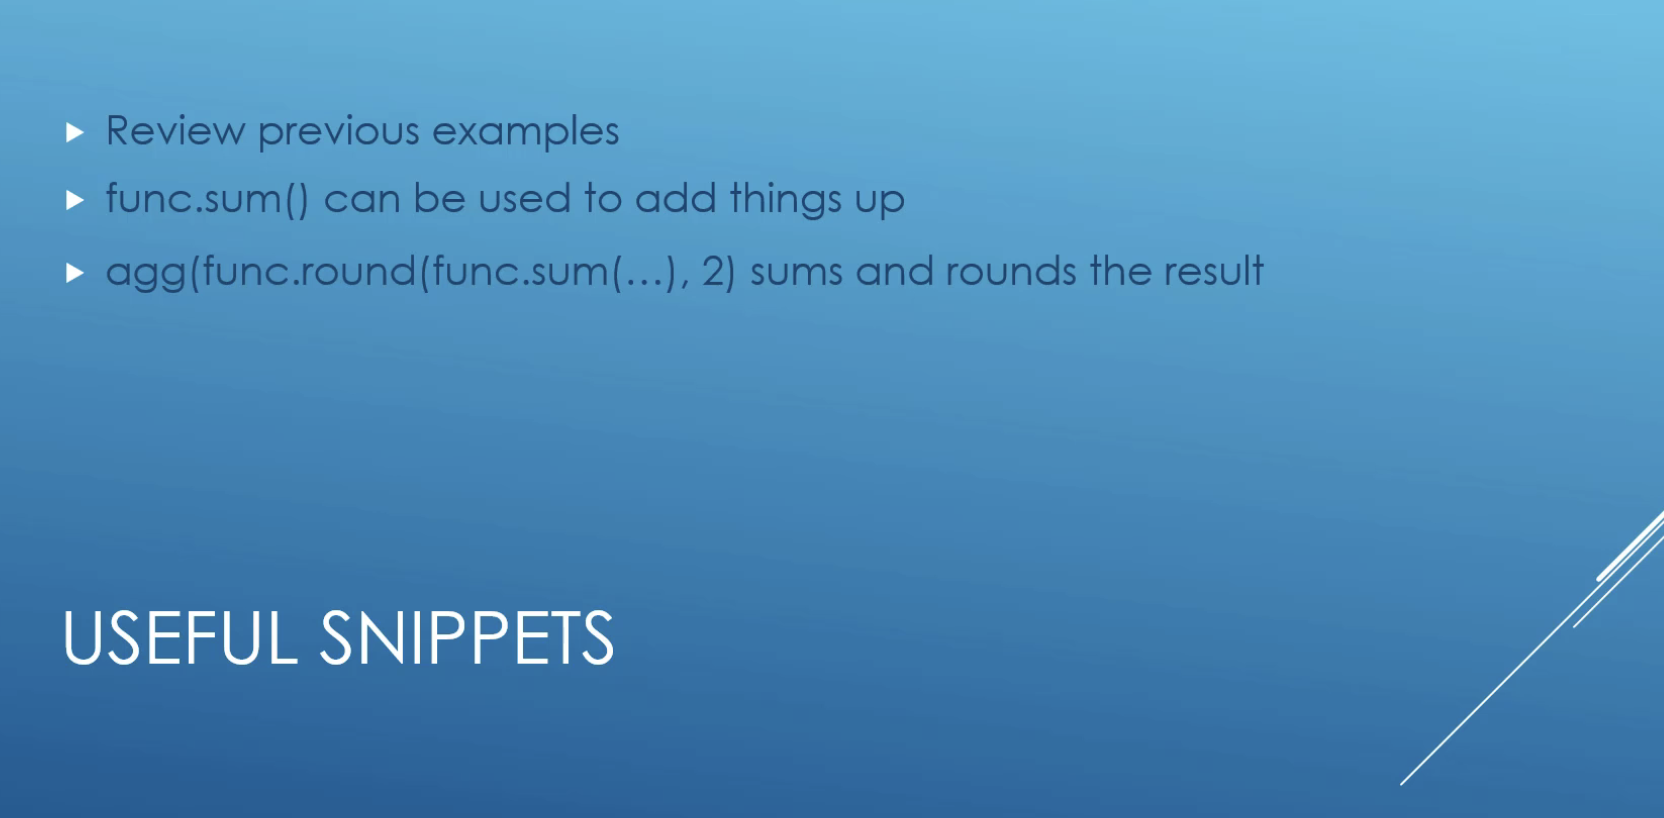 Review previous examples
func.sum() can be used to add things up
agg(func.round(func.sum(…), 2) sums and rounds the result
USEFUL SNIPPETS